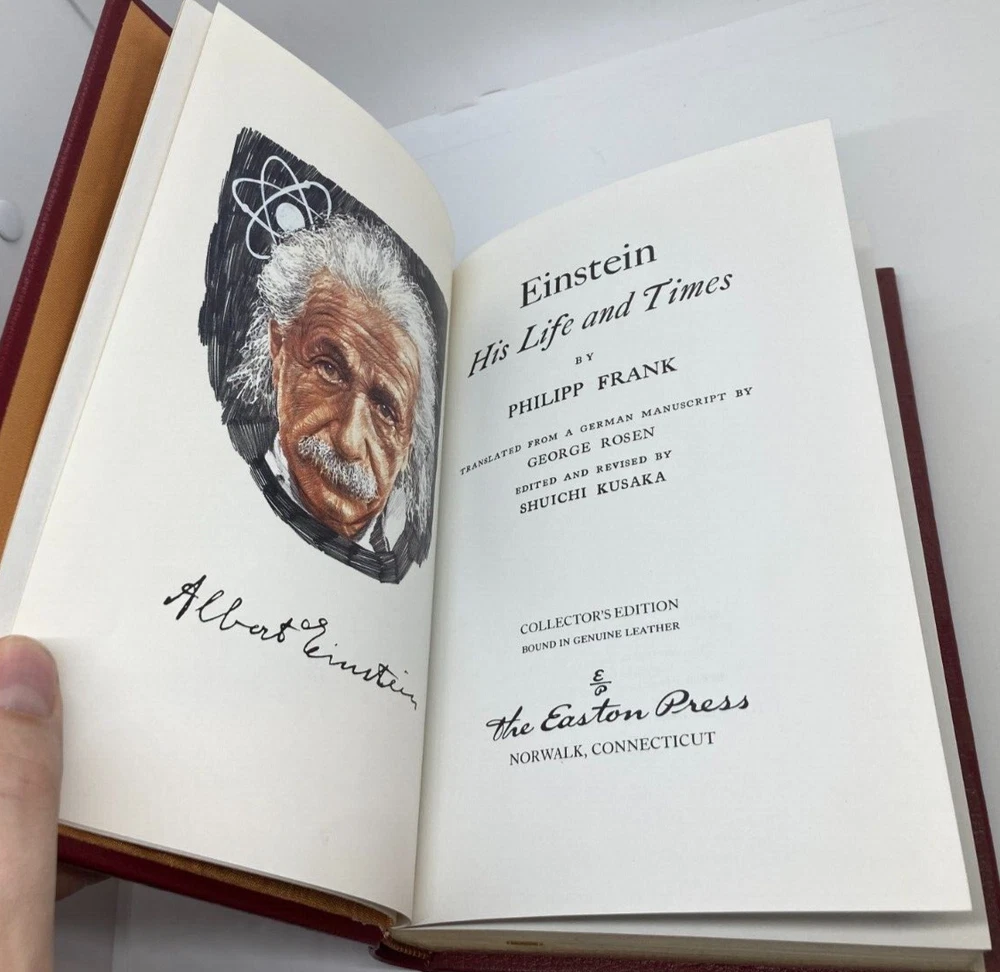 Albert Einstein
Einstein
His Life and Times
BY
PHILIPP FRANK
TRANSLATED FROM A GERMAN MANUSCRIPT BY
GEORGE ROSEN
EDITED AND REVISED BY
SHUICHI KUSAKA
COLLECTOR'S EDITION
BOUND IN GENUINE LEATHER
E
P
The Easton Press
NORWALK, CONNECTICUT